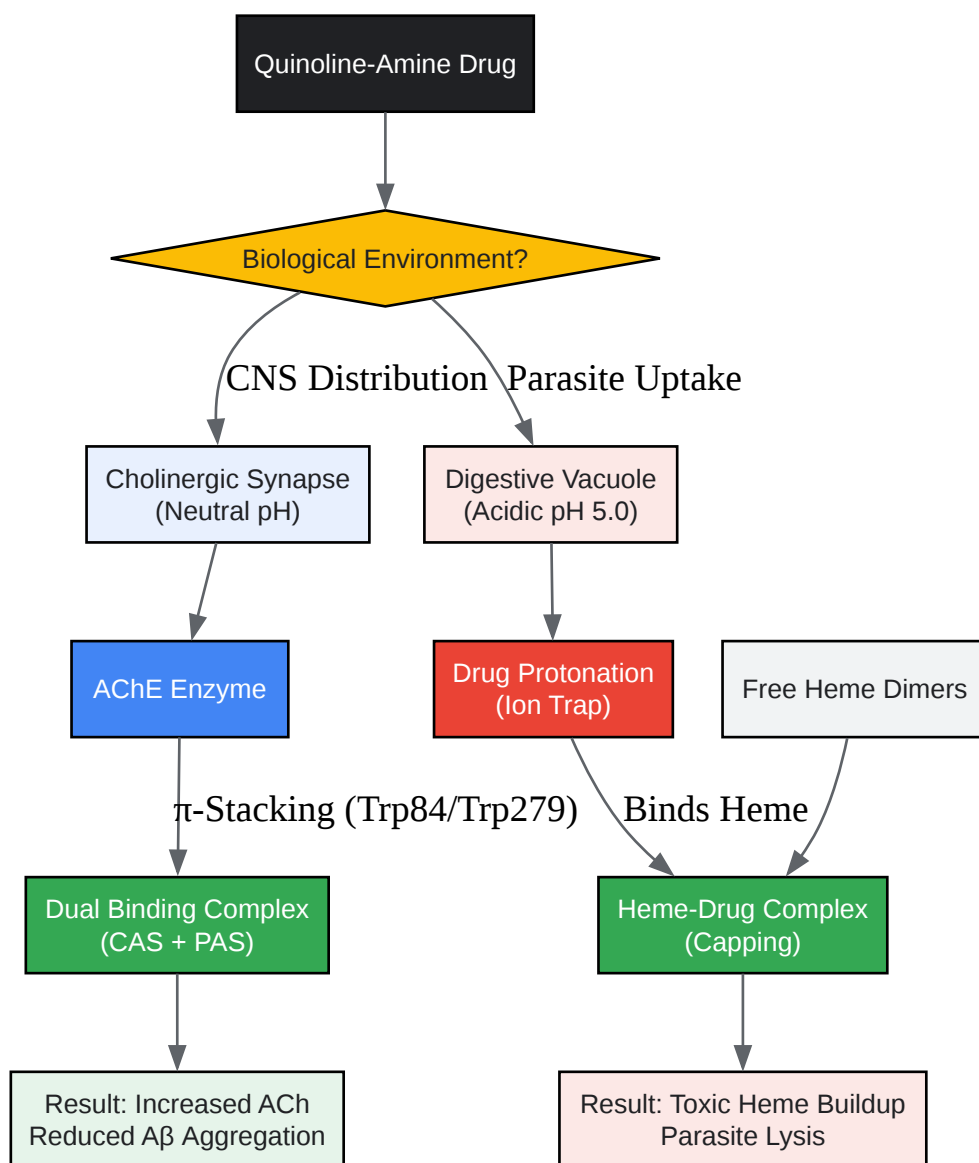 Quinoline-Amine Drug
Biological Environment?
CNS Distribution
Parasite Uptake
Cholinergic Synapse
(Neutral pH)
Digestive Vacuole
(Acidic pH 5.0)
AChE Enzyme
Drug Protonation
(Ion Trap)
Free Heme Dimers
π-Stacking (Trp84/Trp279)
Binds Heme
Dual Binding Complex
(CAS + PAS)
Heme-Drug Complex
(Capping)
Result: Increased ACh
Reduced Aβ Aggregation
Result: Toxic Heme Buildup
Parasite Lysis